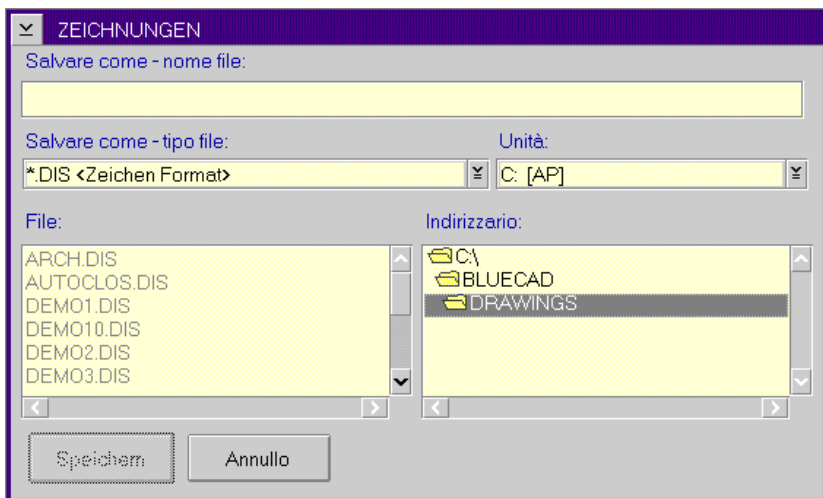 ZEICHNUNGEN
Salvare come - nome file:
Salvare come - tipo file:
Unità:
*.DIS <Zeichen Format>
C: [AP]
File:
Indirizzario:
ARCH.DIS
AUTOCLOS.DIS
DEMO1.DIS
DEMO10.DIS
DEMO2.DIS
DEMO3.DIS
C:\
BLUECAD
DRAWINGS
Speichern
Annullo